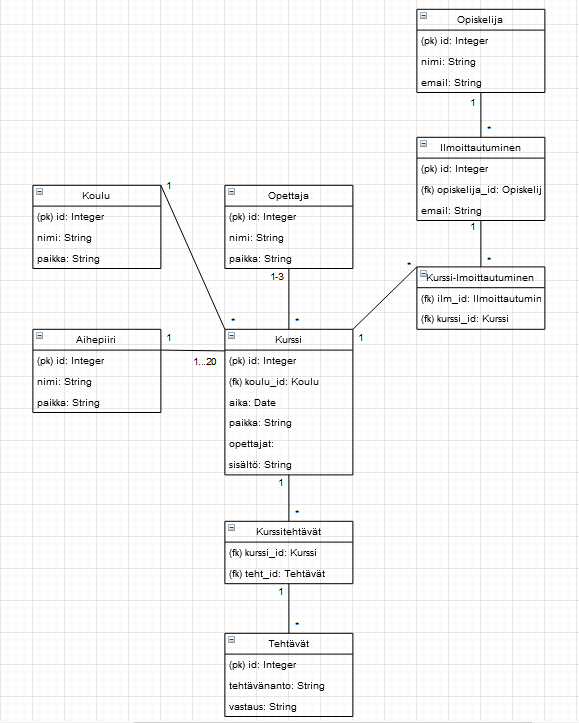 Opiskelija
(pk) id: Integer
nimi: String
email: String
1
*
Ilmoittautuminen
(pk) id: Integer
(fk) opiskelija_id: Opiskelij
email: String
1
*
Kurssi-Ilmoittautuminen
(fk) ilm_id: Ilmoittautumin
(fk) kurssi_id: Kurssi
*
1
Koulu
(pk) id: Integer
nimi: String
paikka: String
1
*
Opettaja
(pk) id: Integer
nimi: String
paikka: String
1-3
*
Aihepiiri
(pk) id: Integer
nimi: String
paikka: String
1
1...20
Kurssi
(pk) id: Integer
(fk) koulu_id: Koulu
aika: Date
paikka: String
opettajat:
sisältö: String
1
*
Kurssitehtävät
(fk) kurssi_id: Kurssi
(fk) teht_id: Tehtävät
1
*
Tehtävät
(pk) id: Integer
tehtävänanto: String
vastaus: String